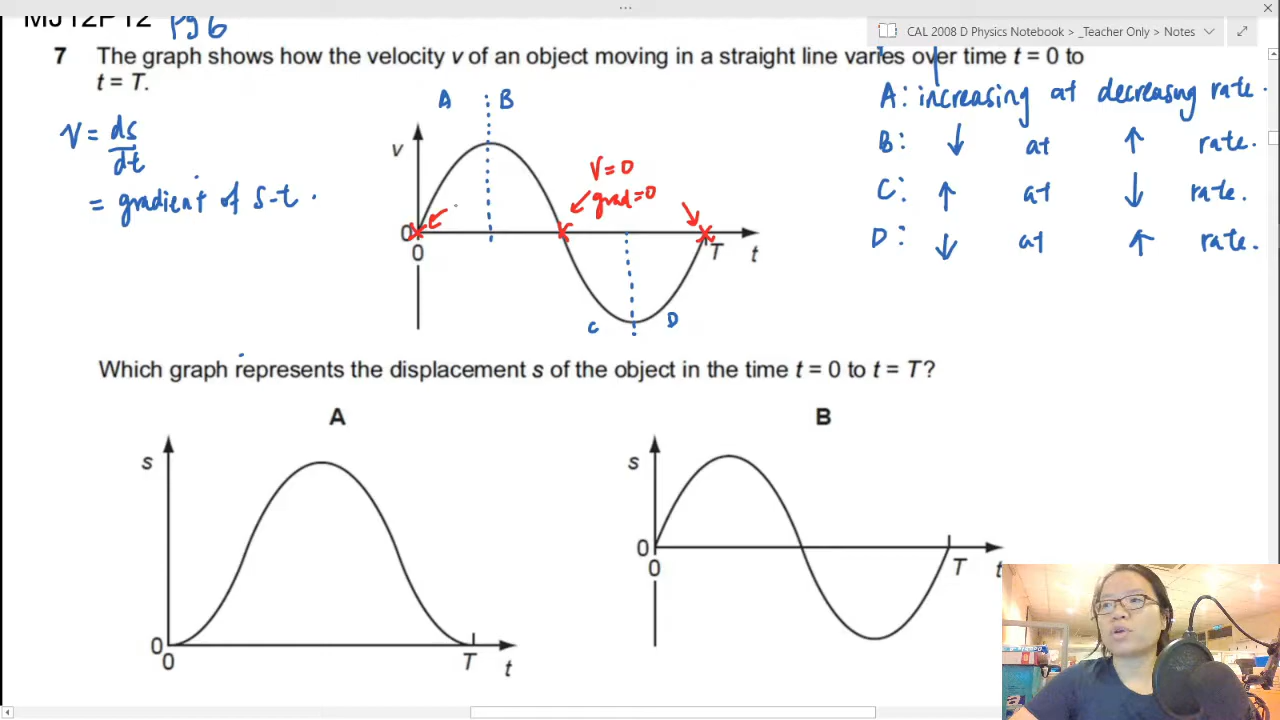 MJ12P12 Pg 6
CAL 2008 D Physics Notebook > _Teacher Only > Notes
7 The graph shows how the velocity v of an object moving in a straight line varies over time t = 0 to
t = T.
A: increasing at decreasing rate.
B: ↓ at ↑ rate.
C: ↑ at ↓ rate.
D: ↓ at ↑ rate.
v = ds/dt
= gradient of s-t.
A B
v
v=0
grad=0
0
0
T
t
C D
Which graph represents the displacement s of the object in the time t = 0 to t = T?
A
s
0
0
T
t
B
s
0
0
T
t